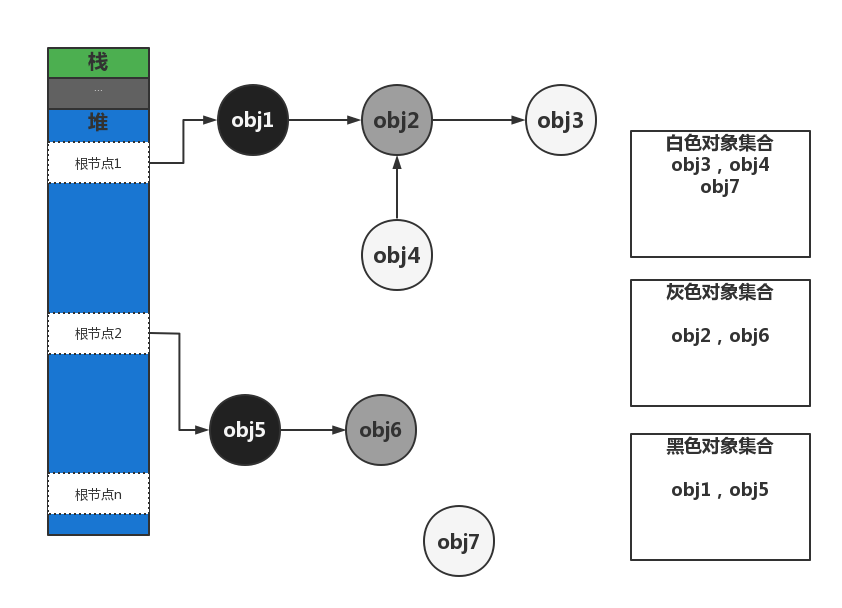 栈
...
堆
根节点1
根节点2
根节点n
obj1
obj2
obj3
obj4
obj5
obj6
obj7
白色对象集合
obj3，obj4
obj7
灰色对象集合
obj2，obj6
黑色对象集合
obj1，obj5